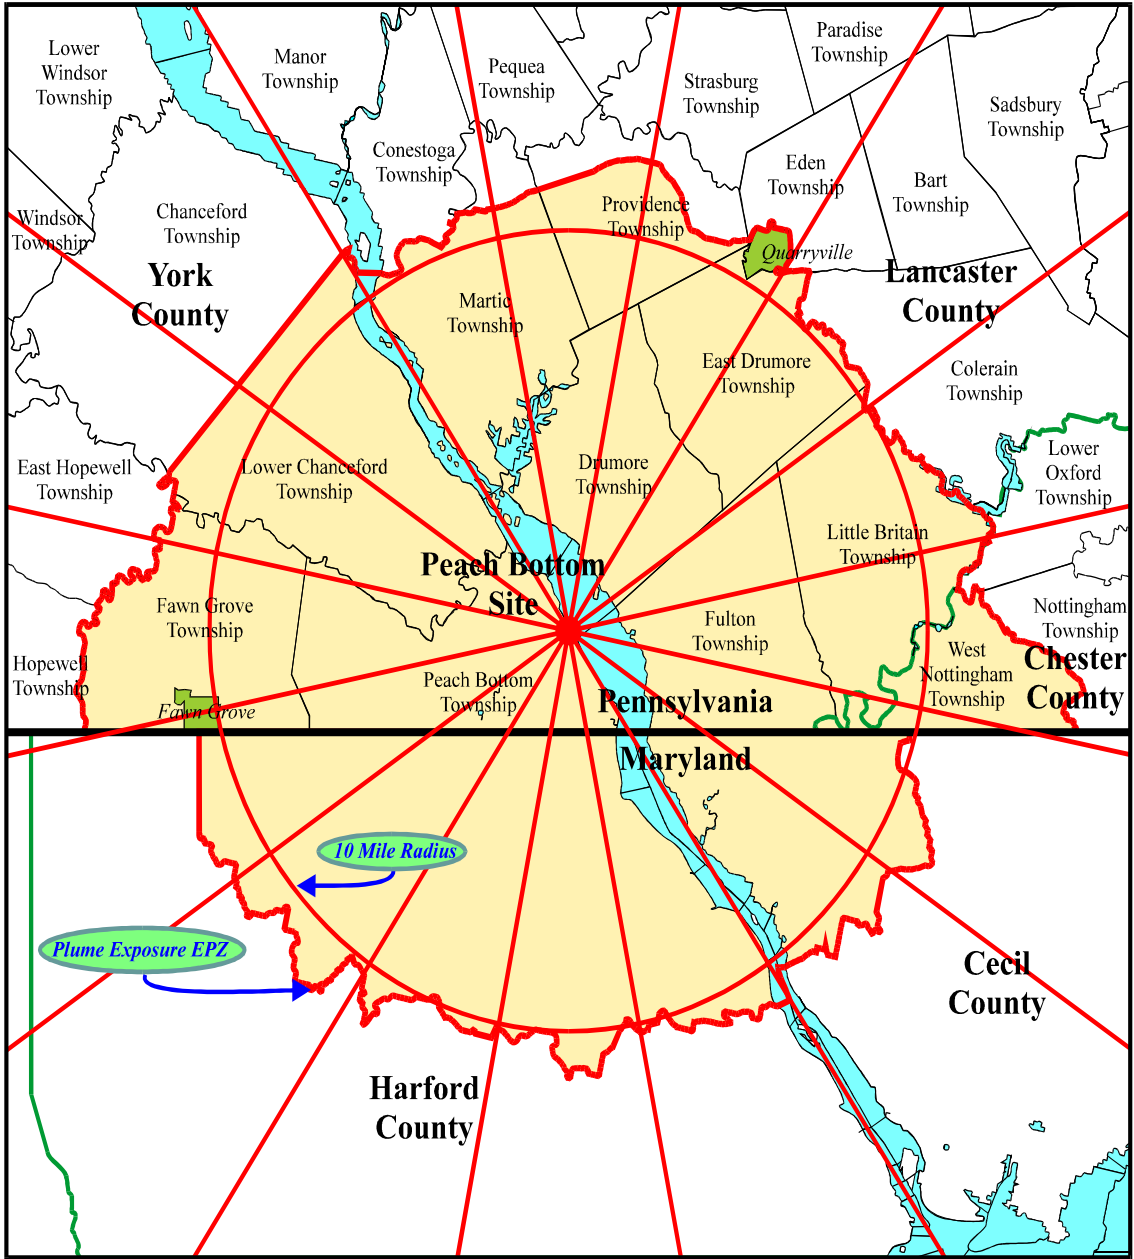 Lower
Windsor
Township
Manor
Township
Pequea
Township
Strasburg
Township
Paradise
Township
Sadsbury
Township
Conestoga
Township
Eden
Township
Bart
Township
Windsor
Township
Chanceford
Township
Providence
Township
Quarryville
York
County
Lancaster
County
Martic
Township
East Drumore
Township
Colerain
Township
East Hopewell
Township
Lower Chanceford
Township
Drumore
Township
Lower
Oxford
Township
Little Britain
Township
Peach Bottom
Site
Fawn Grove
Township
Fulton
Township
Nottingham
Township
West
Nottingham
Township
Chester
County
Hopewell
Township
Peach Bottom
Township
Fawn Grove
Pennsylvania
Maryland
10 Mile Radius
Plume Exposure EPZ
Cecil
County
Harford
County